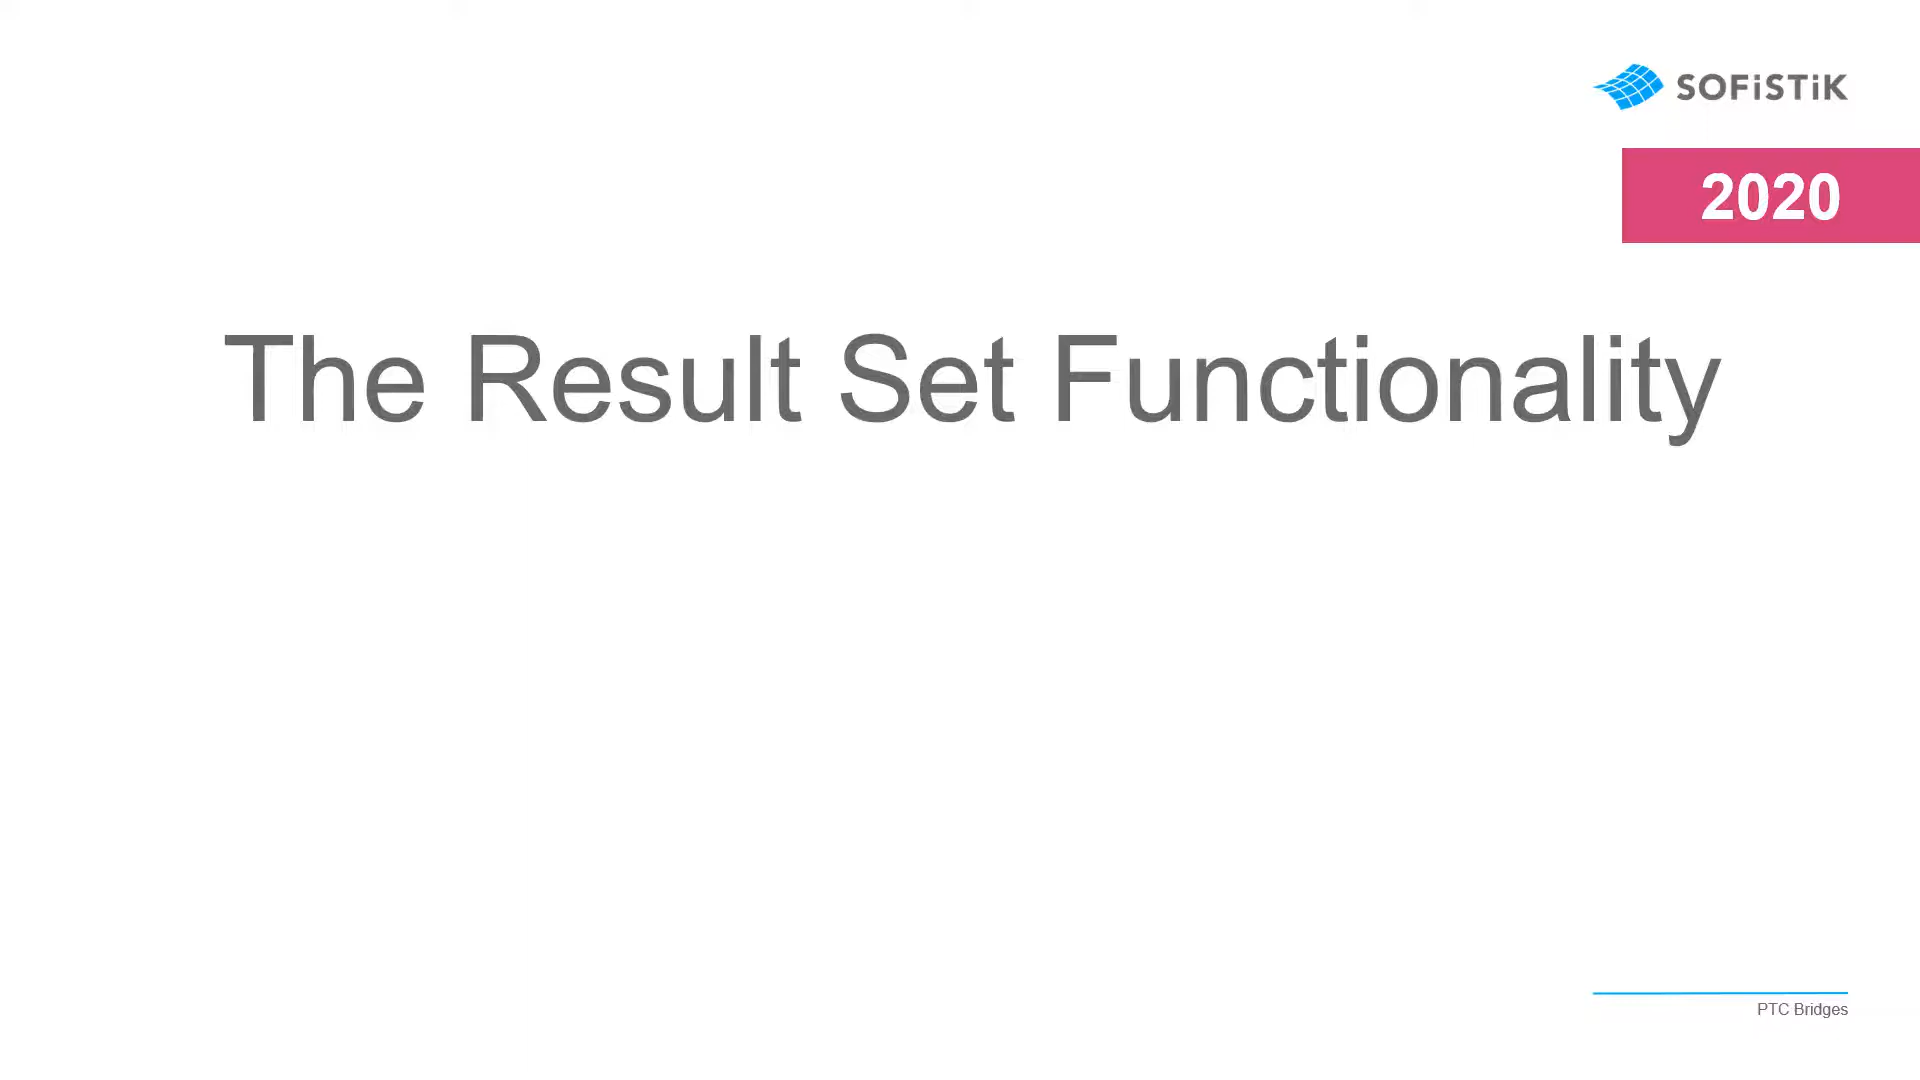 SOFiSTiK
2020
The Result Set Functionality
PTC Bridges